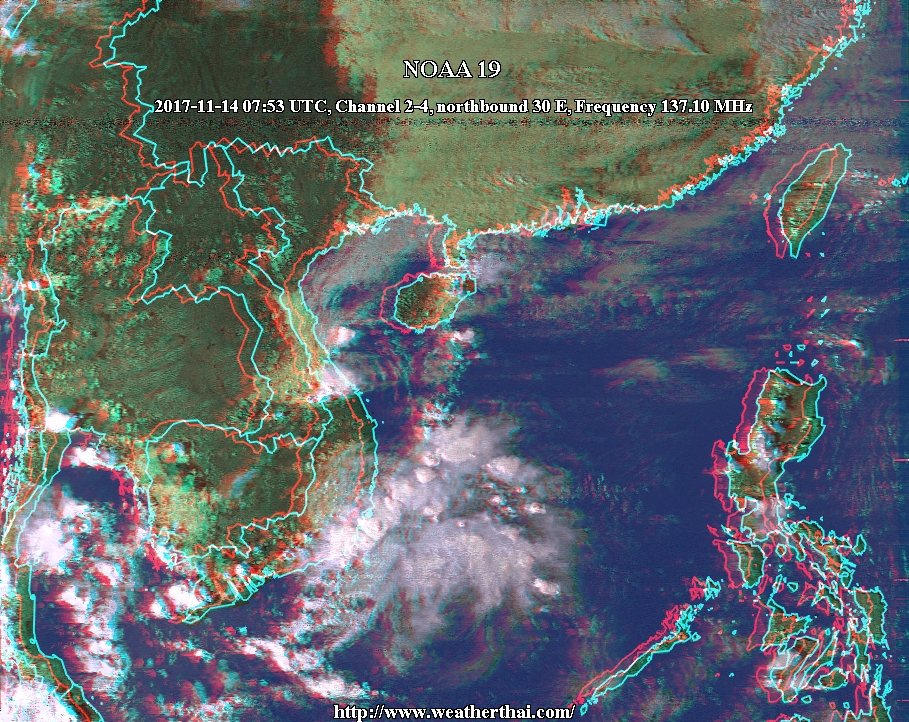 NOAA 19
2017-11-14 07:53 UTC, Channel 2-4, northbound 30 E, Frequency 137.10 MHz
http://www.weatherthai.com/